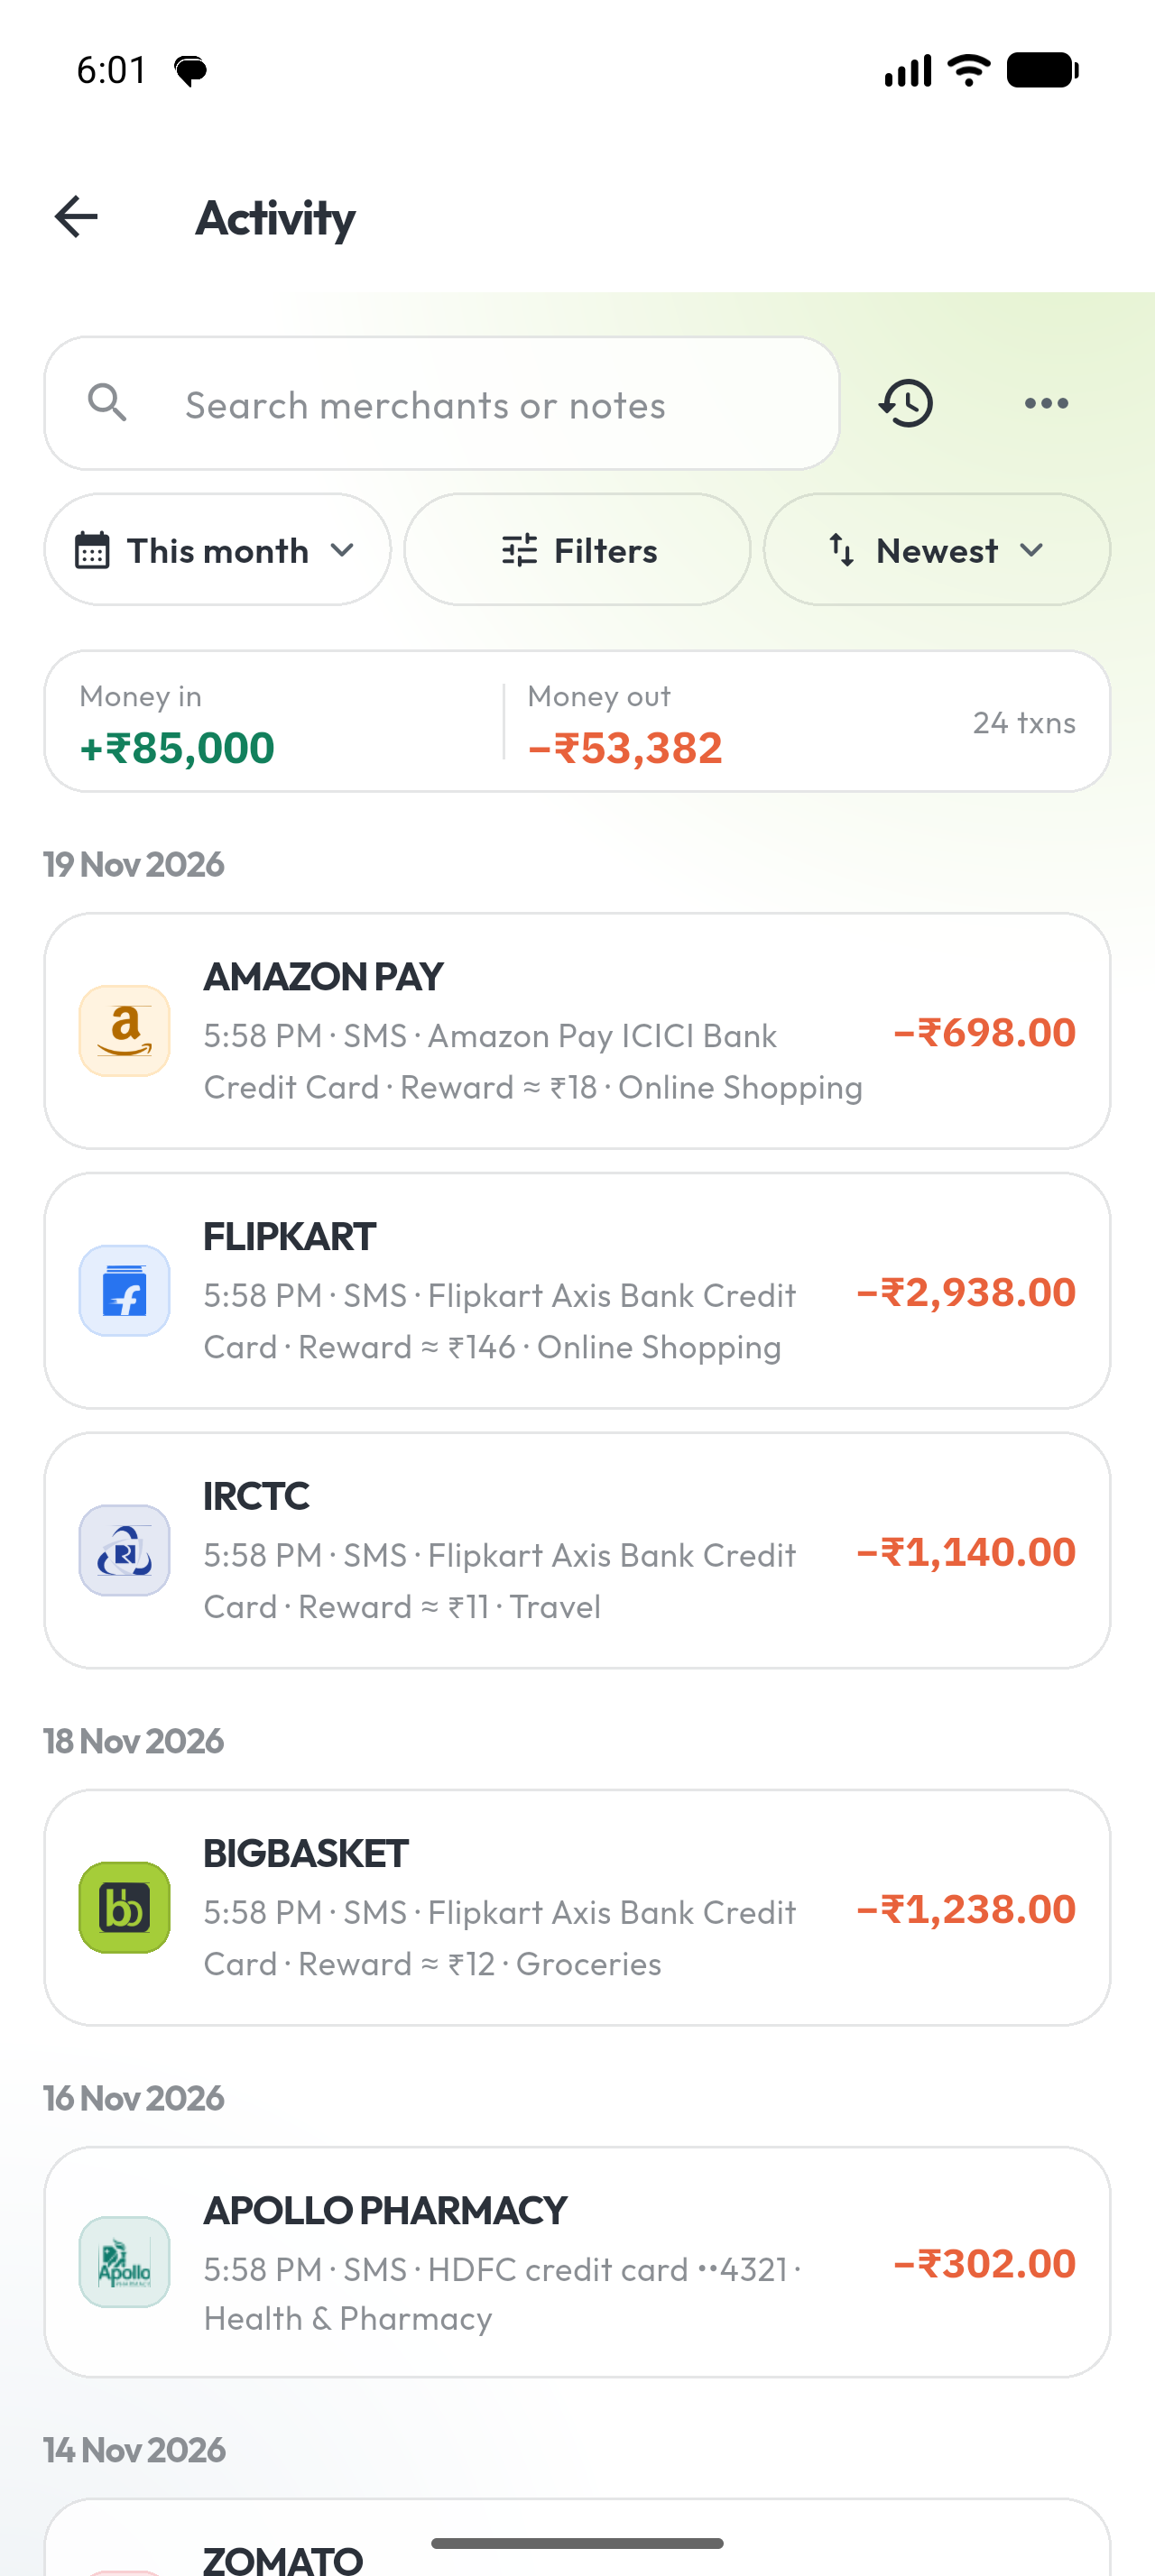 6:01
Activity
Search merchants or notes
This month
Filters
Newest
Money in
+₹85,000
Money out
−₹53,382
24 txns
19 Nov 2026
AMAZON PAY
5:58 PM · SMS · Amazon Pay ICICI Bank
Credit Card · Reward ≈ ₹18 · Online Shopping
−₹698.00
FLIPKART
5:58 PM · SMS · Flipkart Axis Bank Credit
Card · Reward ≈ ₹146 · Online Shopping
−₹2,938.00
IRCTC
5:58 PM · SMS · Flipkart Axis Bank Credit
Card · Reward ≈ ₹11 · Travel
−₹1,140.00
18 Nov 2026
bb
BIGBASKET
5:58 PM · SMS · Flipkart Axis Bank Credit
Card · Reward ≈ ₹12 · Groceries
−₹1,238.00
16 Nov 2026
Apollo
PHARMACY
APOLLO PHARMACY
5:58 PM · SMS · HDFC credit card ••4321 ·
Health & Pharmacy
−₹302.00
14 Nov 2026
ZOMATO